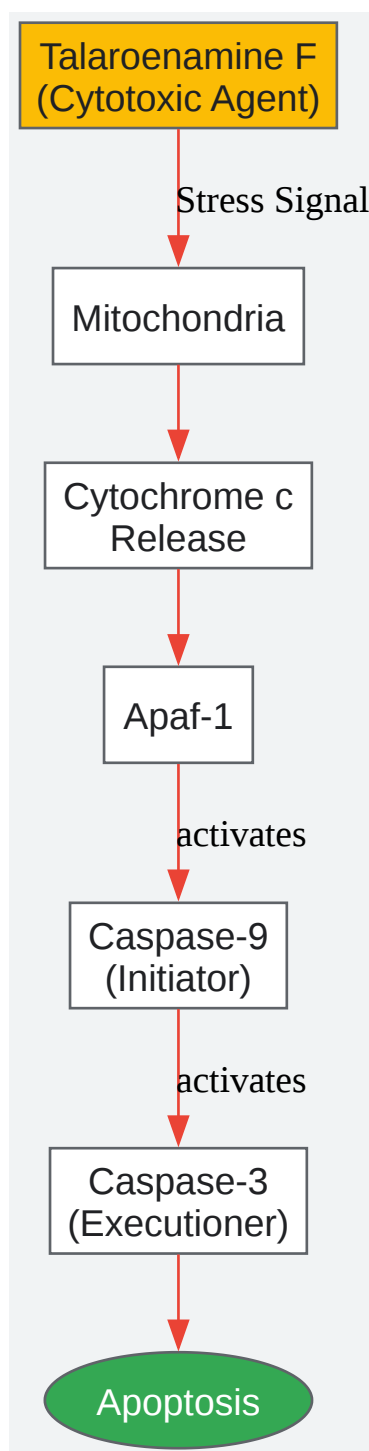 Talaroenamine F
(Cytotoxic Agent)
Stress Signal
Mitochondria
Cytochrome c
Release
Apaf-1
activates
Caspase-9
(Initiator)
activates
Caspase-3
(Executioner)
Apoptosis